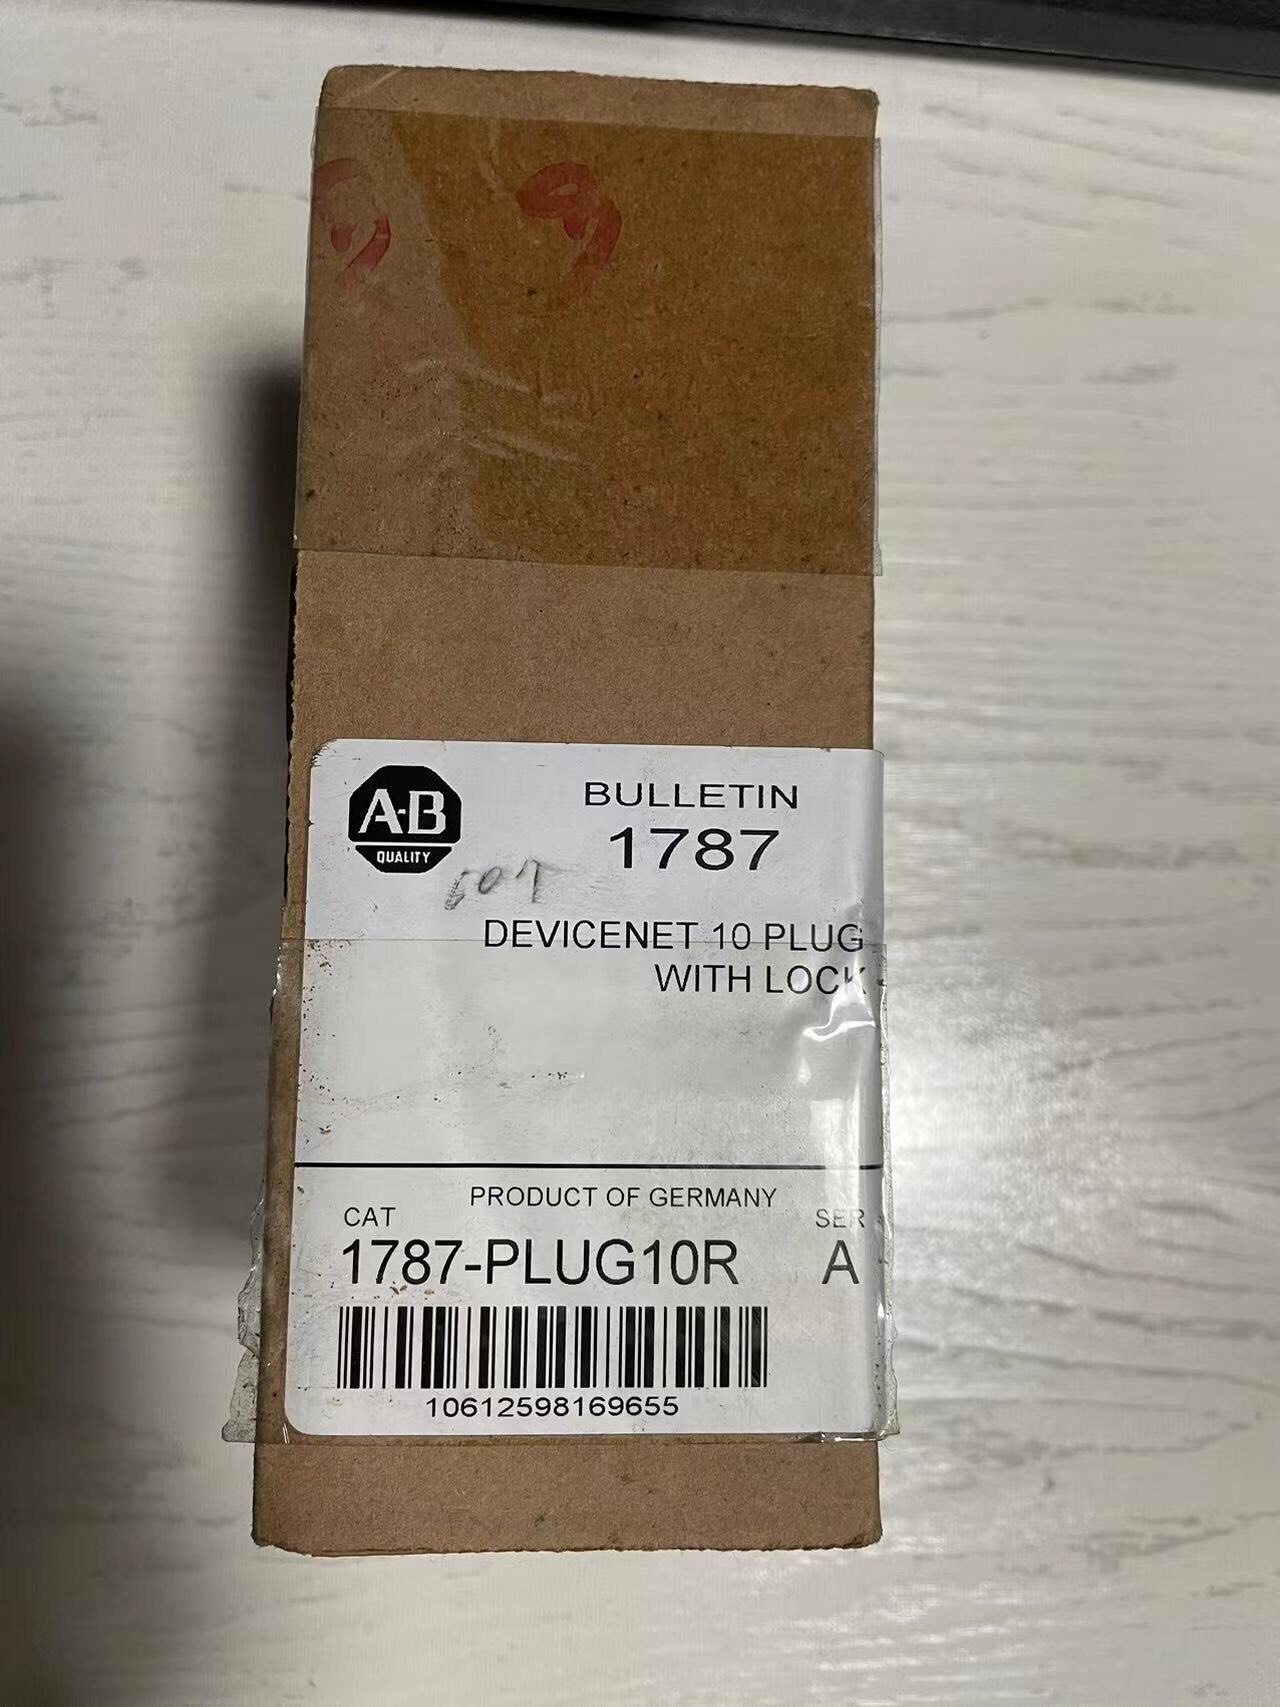 A-B
QUALITY
BULLETIN
1787
DEVICENET 10 PLUG
WITH LOCK
PRODUCT OF GERMANY
CAT
SER
1787-PLUG10R
A
10612598169655